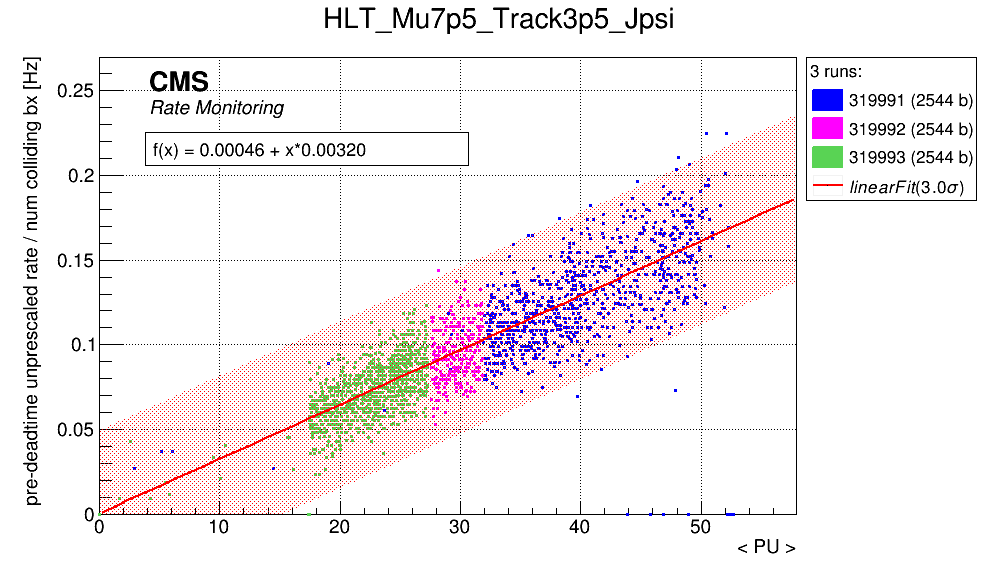 HLT_Mu7p5_Track3p5_Jpsi
pre-deadtime unprescaled rate / num colliding bx [Hz]
CMS
Rate Monitoring
f(x) = 0.00046 + x*0.00320
0.25
0.2
0.15
0.1
0.05
0
0 10 20 30 40 50
< PU >
3 runs:
319991 (2544 b)
319992 (2544 b)
319993 (2544 b)
linearFit(3.0σ)